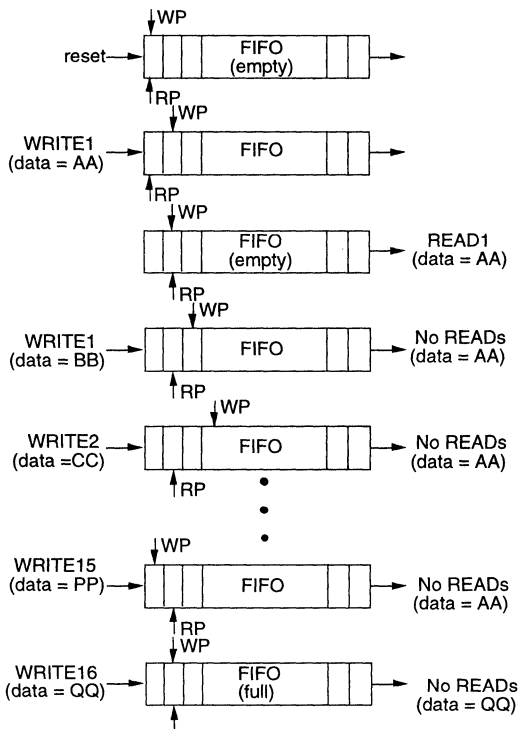 WP
reset
FIFO
(empty)
RP
WP
WRITE1
(data = AA)
FIFO
RP
WP
FIFO
(empty)
READ1
(data = AA)
RP
WP
WRITE1
(data = BB)
FIFO
No READs
(data = AA)
RP
WP
WRITE2
(data =CC)
FIFO
No READs
(data = AA)
RP
WP
WRITE15
(data = PP)
FIFO
No READs
(data = AA)
RP
WP
WRITE16
(data = QQ)
FIFO
(full)
No READs
(data = QQ)